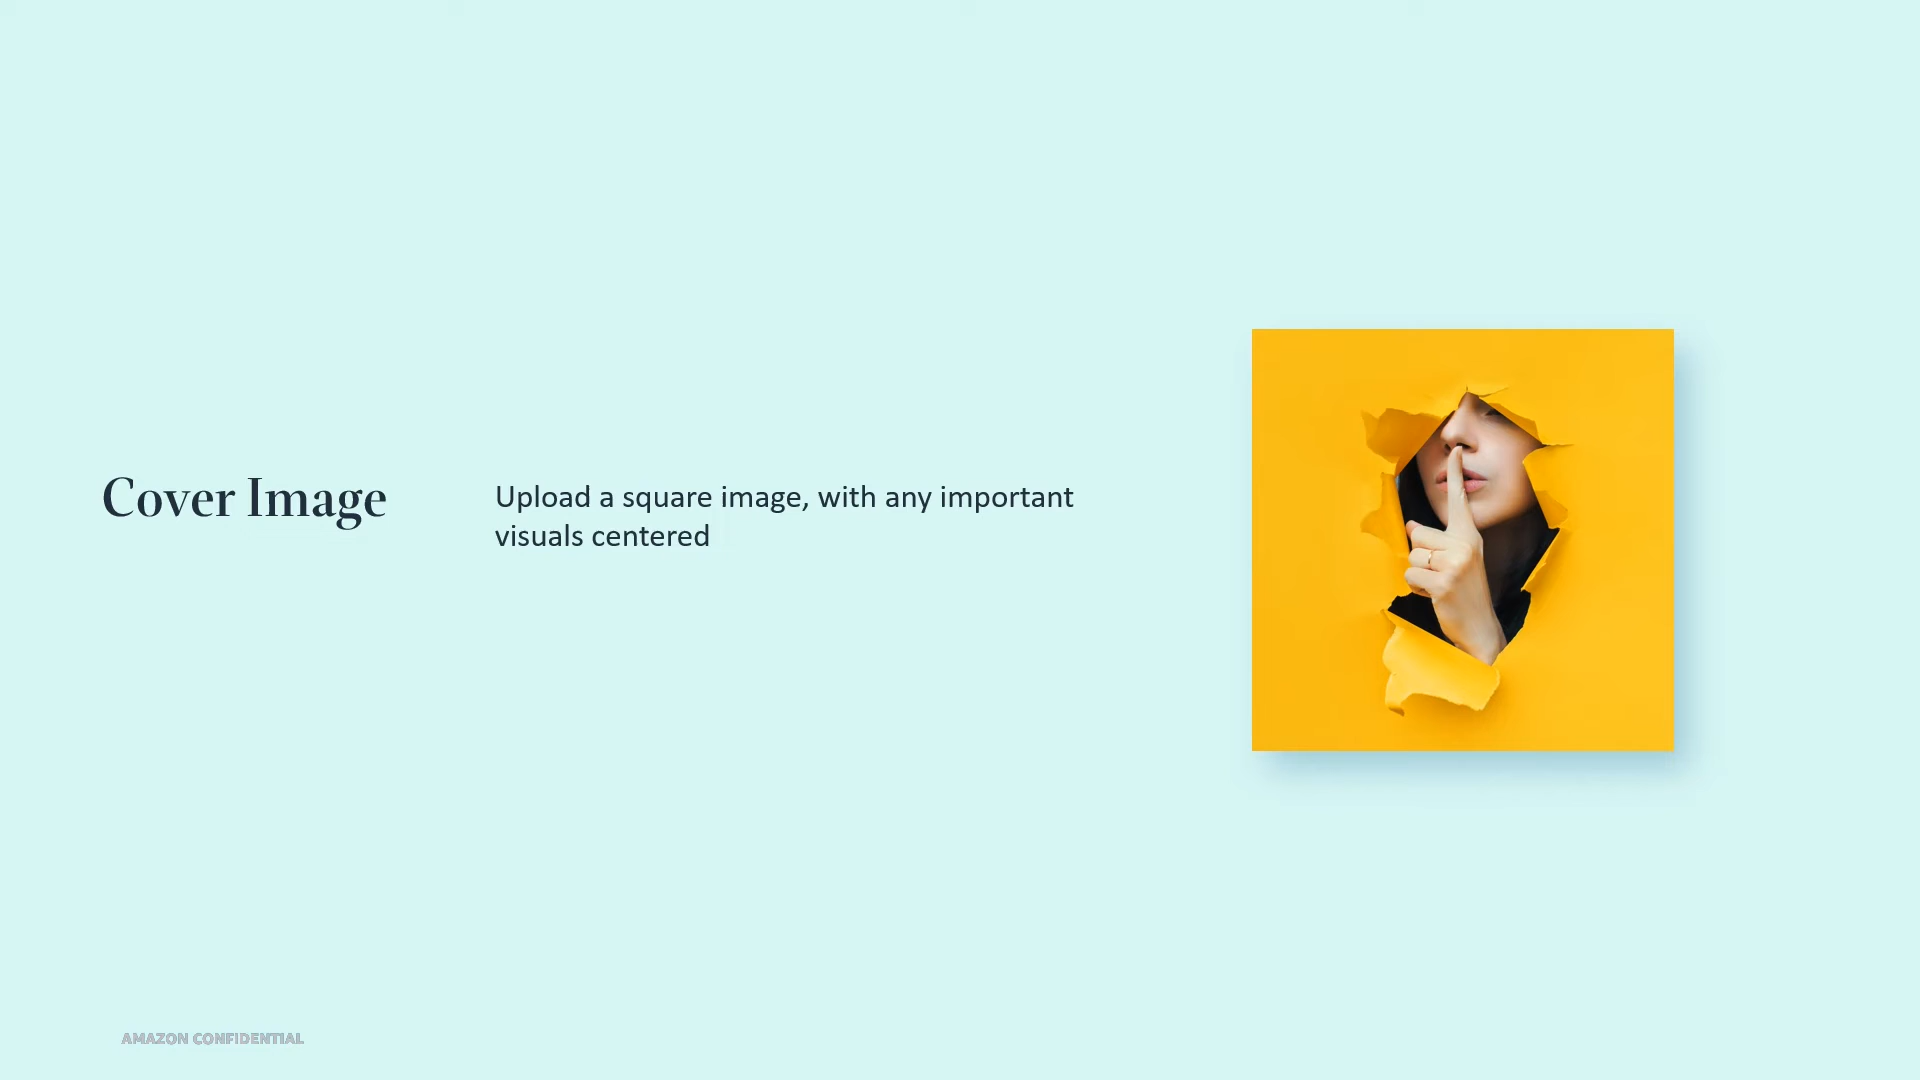 Cover Image
Upload a square image, with any important
visuals centered
AMAZON CONFIDENTIAL